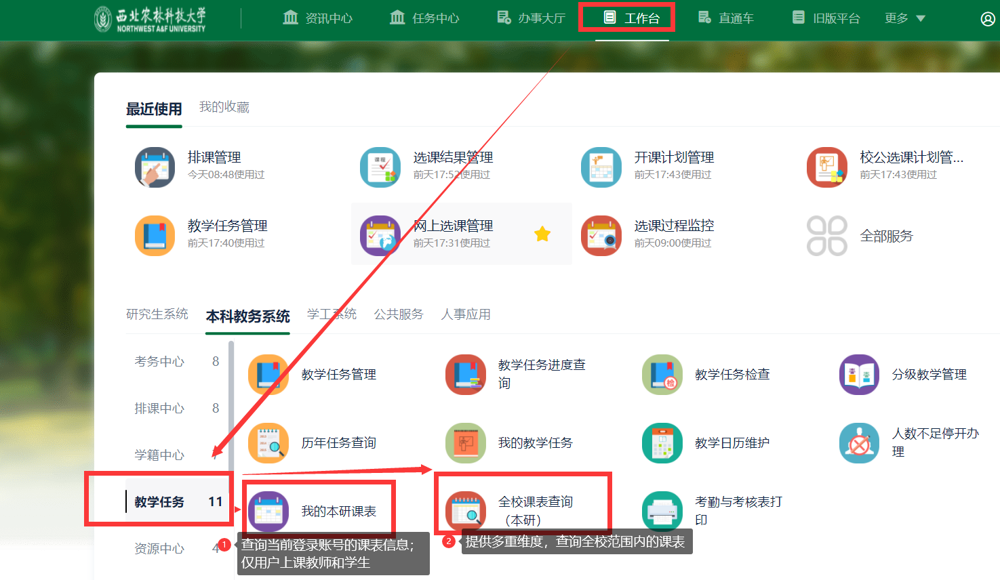 西北农林科技大学
NORTHWEST A&F UNIVERSITY
资讯中心
任务中心
办事大厅
工作台
直通车
旧版平台
更多
最近使用
我的收藏
排课管理
今天08:48使用过
选课结果管理
前天17:52使用过
开课计划管理
前天17:43使用过
校公选课计划管...
前天17:43使用过
教学任务管理
前天17:40使用过
网上选课管理
前天17:31使用过
选课过程监控
前天09:00使用过
全部服务
研究生系统
本科教务系统
学工系统
公共服务
人事应用
考务中心 8
排课中心 8
学籍中心 7
教学任务 11
资源中心 4
教学任务管理
教学任务进度查
询
教学任务检查
分级教学管理
历年任务查询
我的教学任务
教学日历维护
人数不足停开办
理
我的本研课表
全校课表查询
（本研）
考勤与考核表打
印
1
查询当前登录账号的课表信息；
仅用户上课教师和学生
2
提供多重维度，查询全校范围内的课表
课程
检